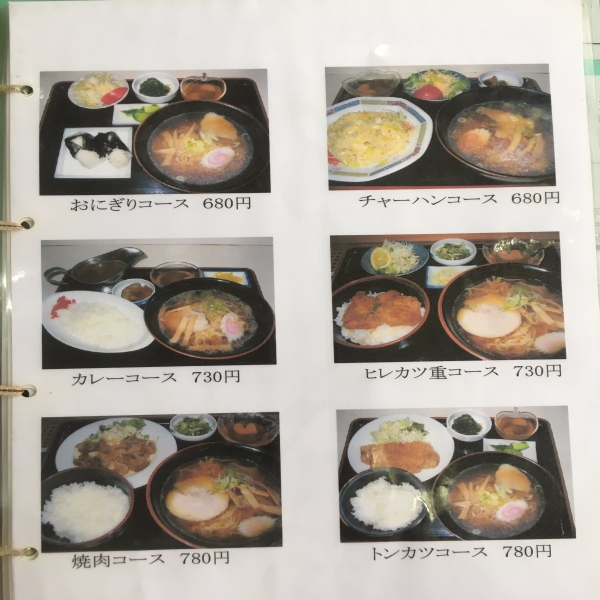 おにぎりコース 680円
チャーハンコース 680円
カレーコース 730円
ヒレカツ重コース 730円
焼肉コース 780円
トンカツコース 780円